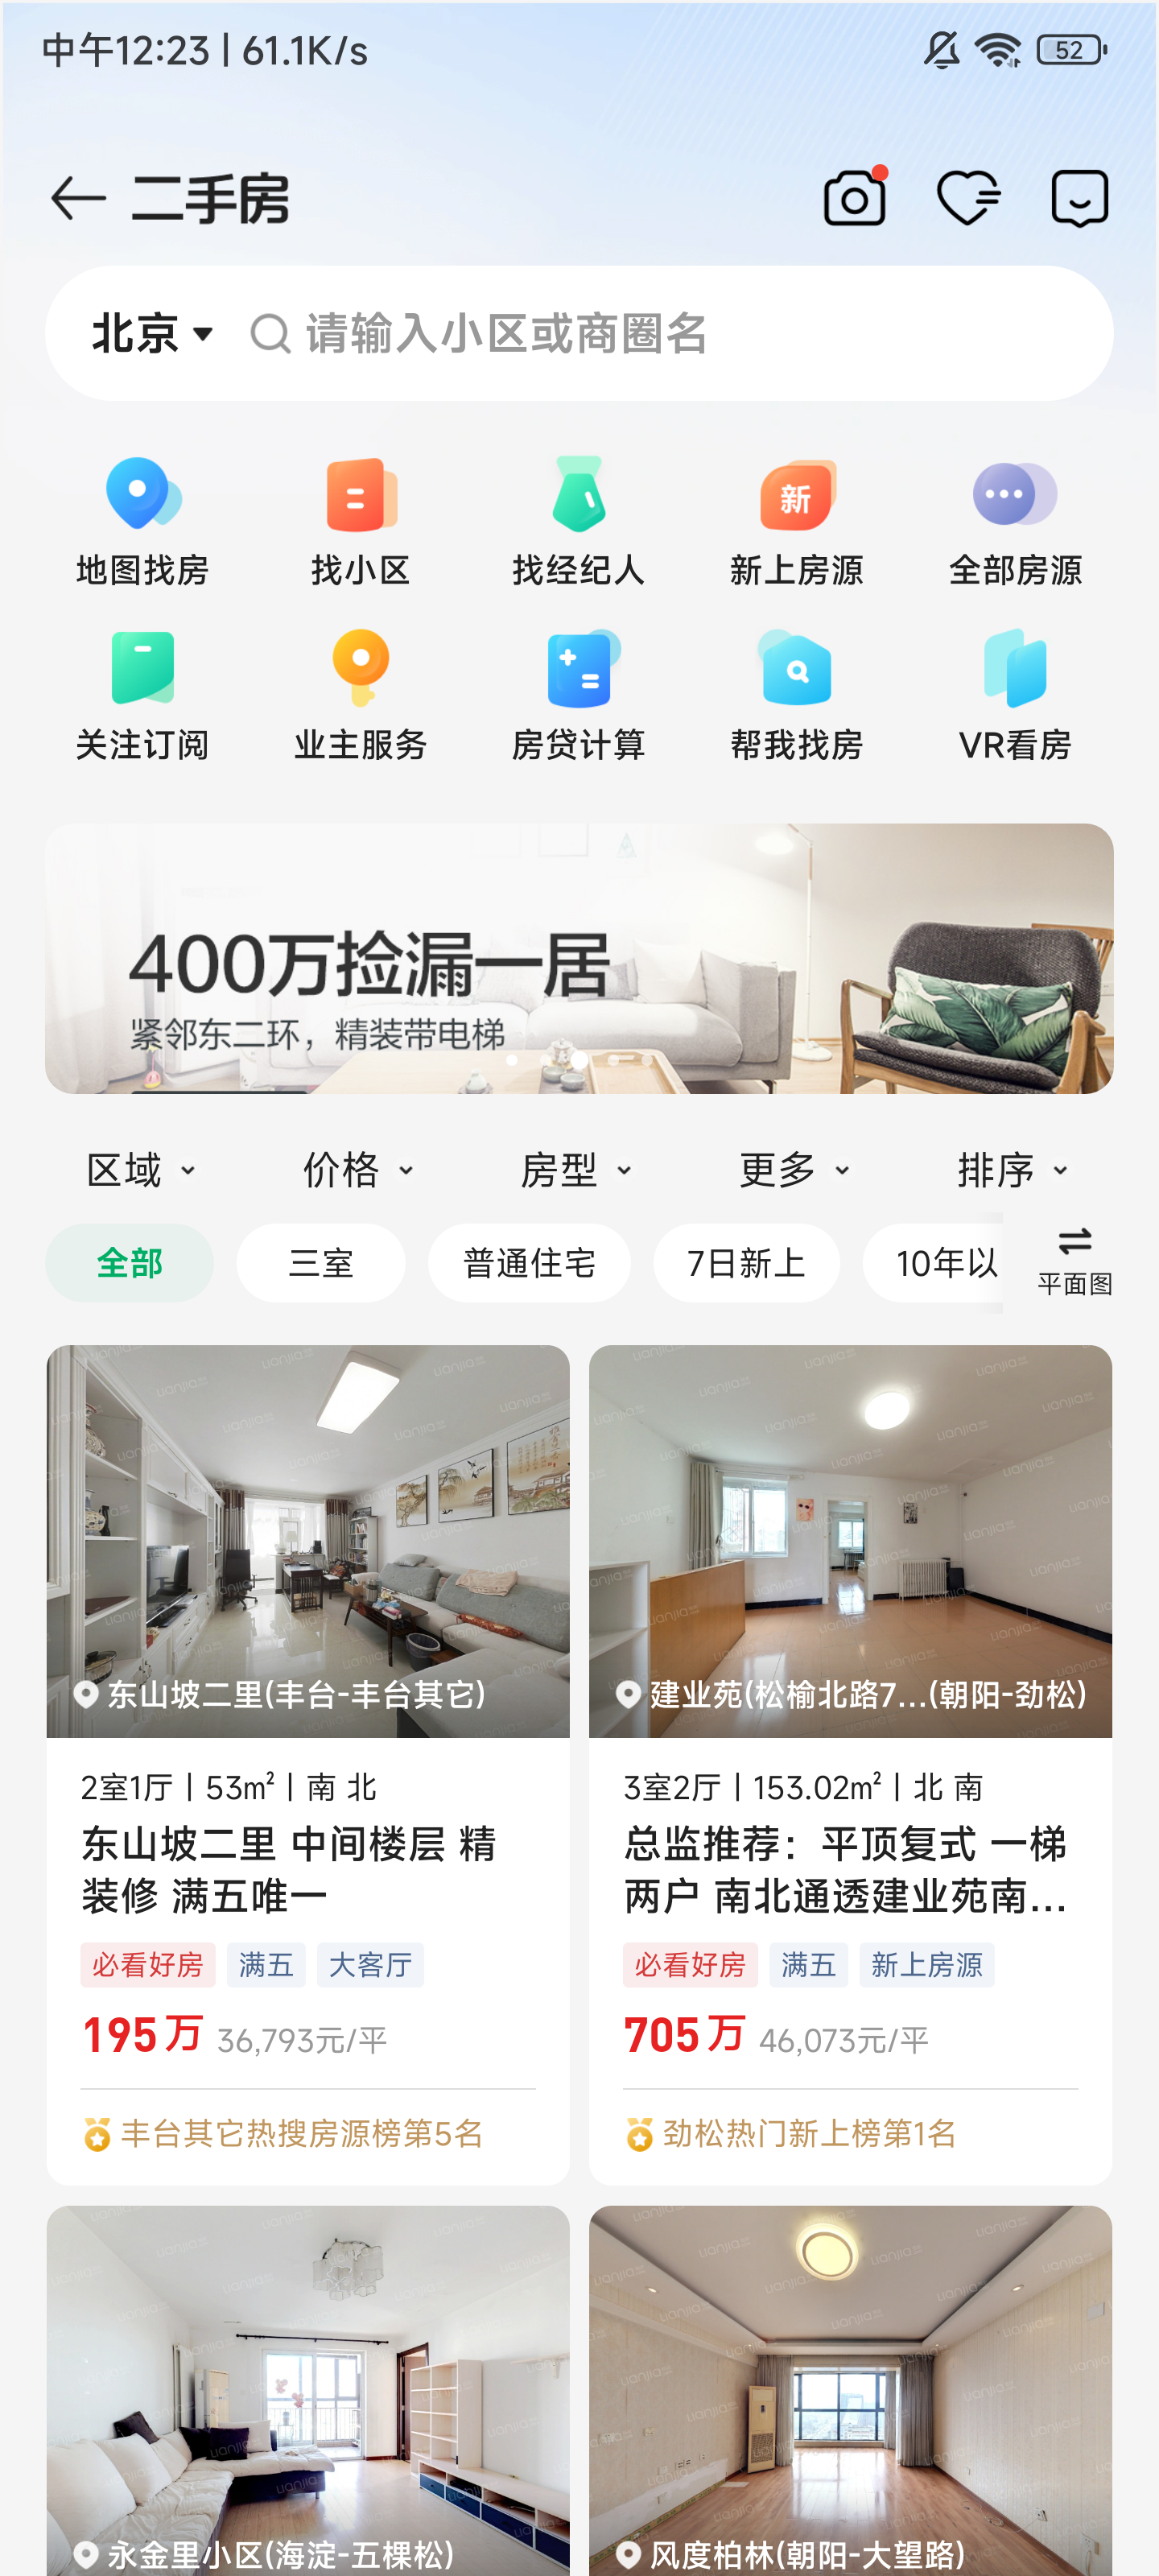 中午12:23 | 61.1K/s
52
二手房
北京
请输入小区或商圈名
地图找房
找小区
找经纪人
新
新上房源
全部房源
关注订阅
业主服务
房贷计算
帮我找房
VR看房
400万捡漏一居
紧邻东二环，精装带电梯
区域
价格
房型
更多
排序
全部
三室
普通住宅
7日新上
10年以
平面图
东山坡二里(丰台-丰台其它)
2室1厅 | 53m² | 南 北
东山坡二里 中间楼层 精
装修 满五唯一
必看好房 满五 大客厅
195万 36,793元/平
丰台其它热搜房源榜第5名
建业苑(松榆北路7...(朝阳-劲松)
3室2厅 | 153.02m² | 北 南
总监推荐：平顶复式 一梯
两户 南北通透建业苑南...
必看好房 满五 新上房源
705万 46,073元/平
劲松热门新上榜第1名
永金里小区(海淀-五棵松)
风度柏林(朝阳-大望路)